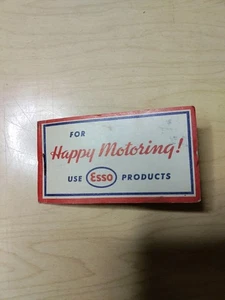 FOR
Happy Motoring!
USE Esso PRODUCTS